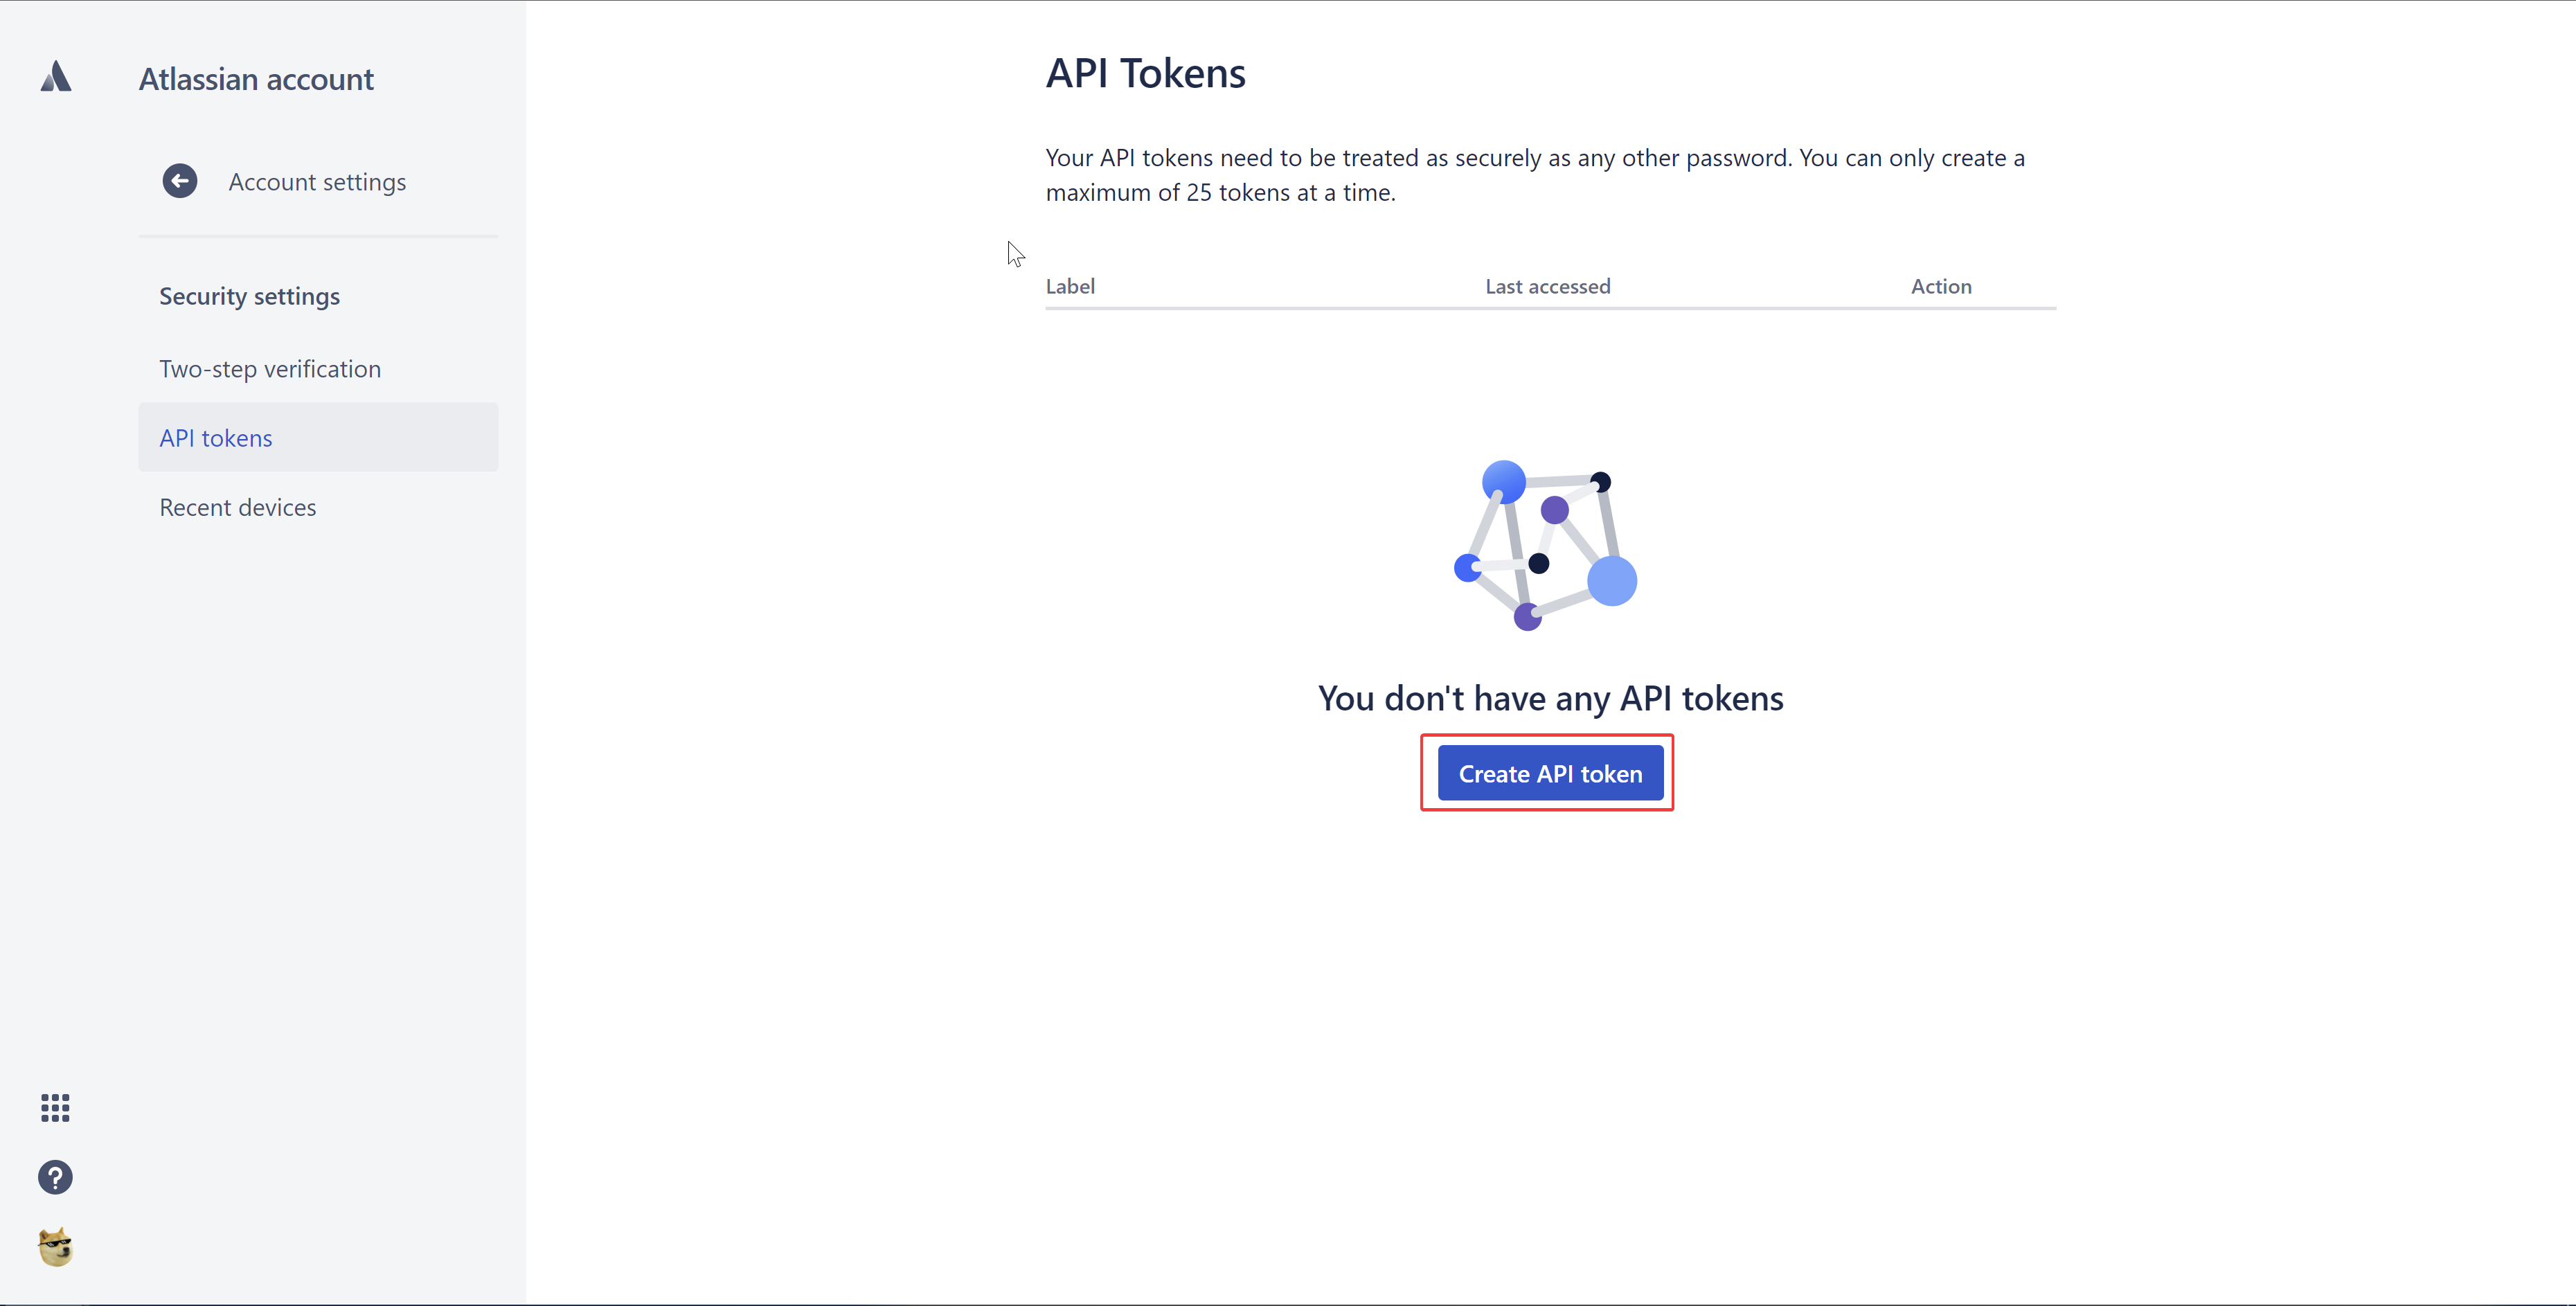 Atlassian account
Account settings
Security settings
Two-step verification
API tokens
Recent devices
API Tokens
Your API tokens need to be treated as securely as any other password. You can only create a
maximum of 25 tokens at a time.
Label Last accessed Action
You don't have any API tokens
Create API token
?